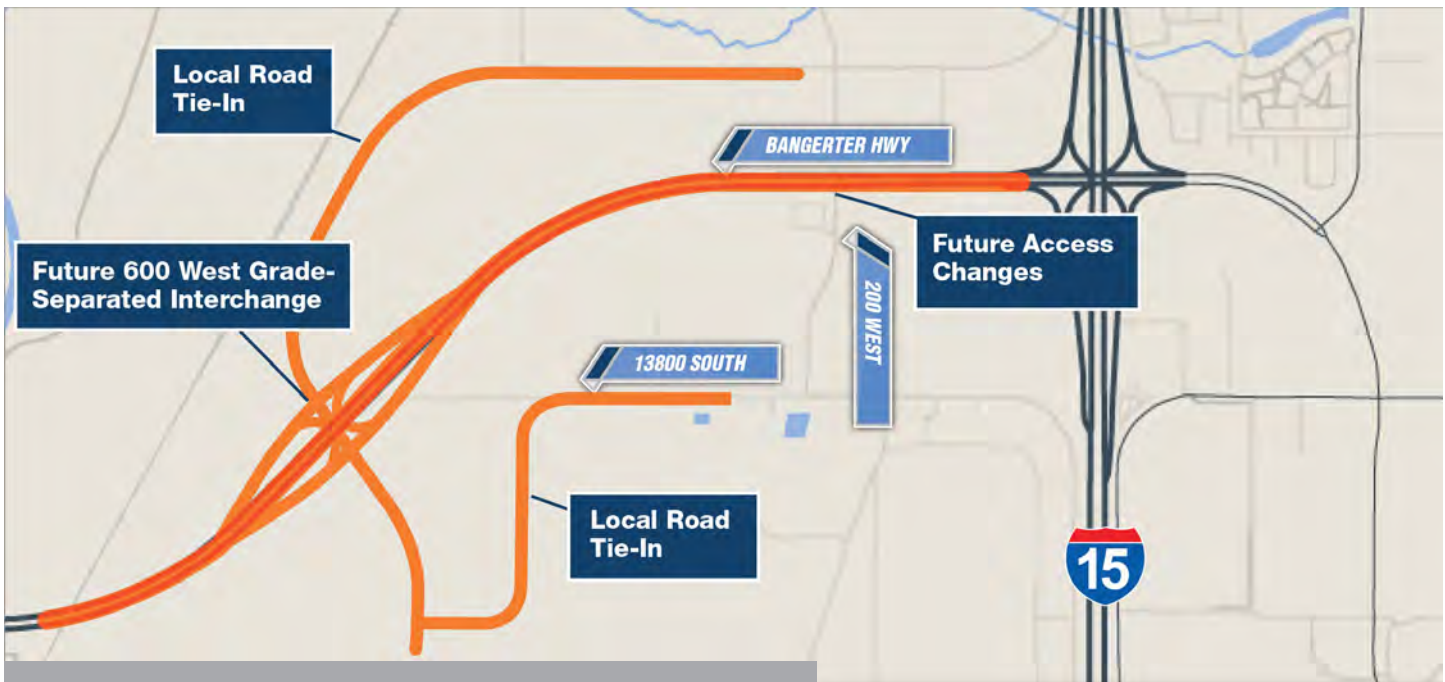 Local Road
Tie-In
BANGERTER HWY
Future 600 West Grade-
Separated Interchange
Future Access
Changes
200 WEST
13800 SOUTH
Local Road
Tie-In
15